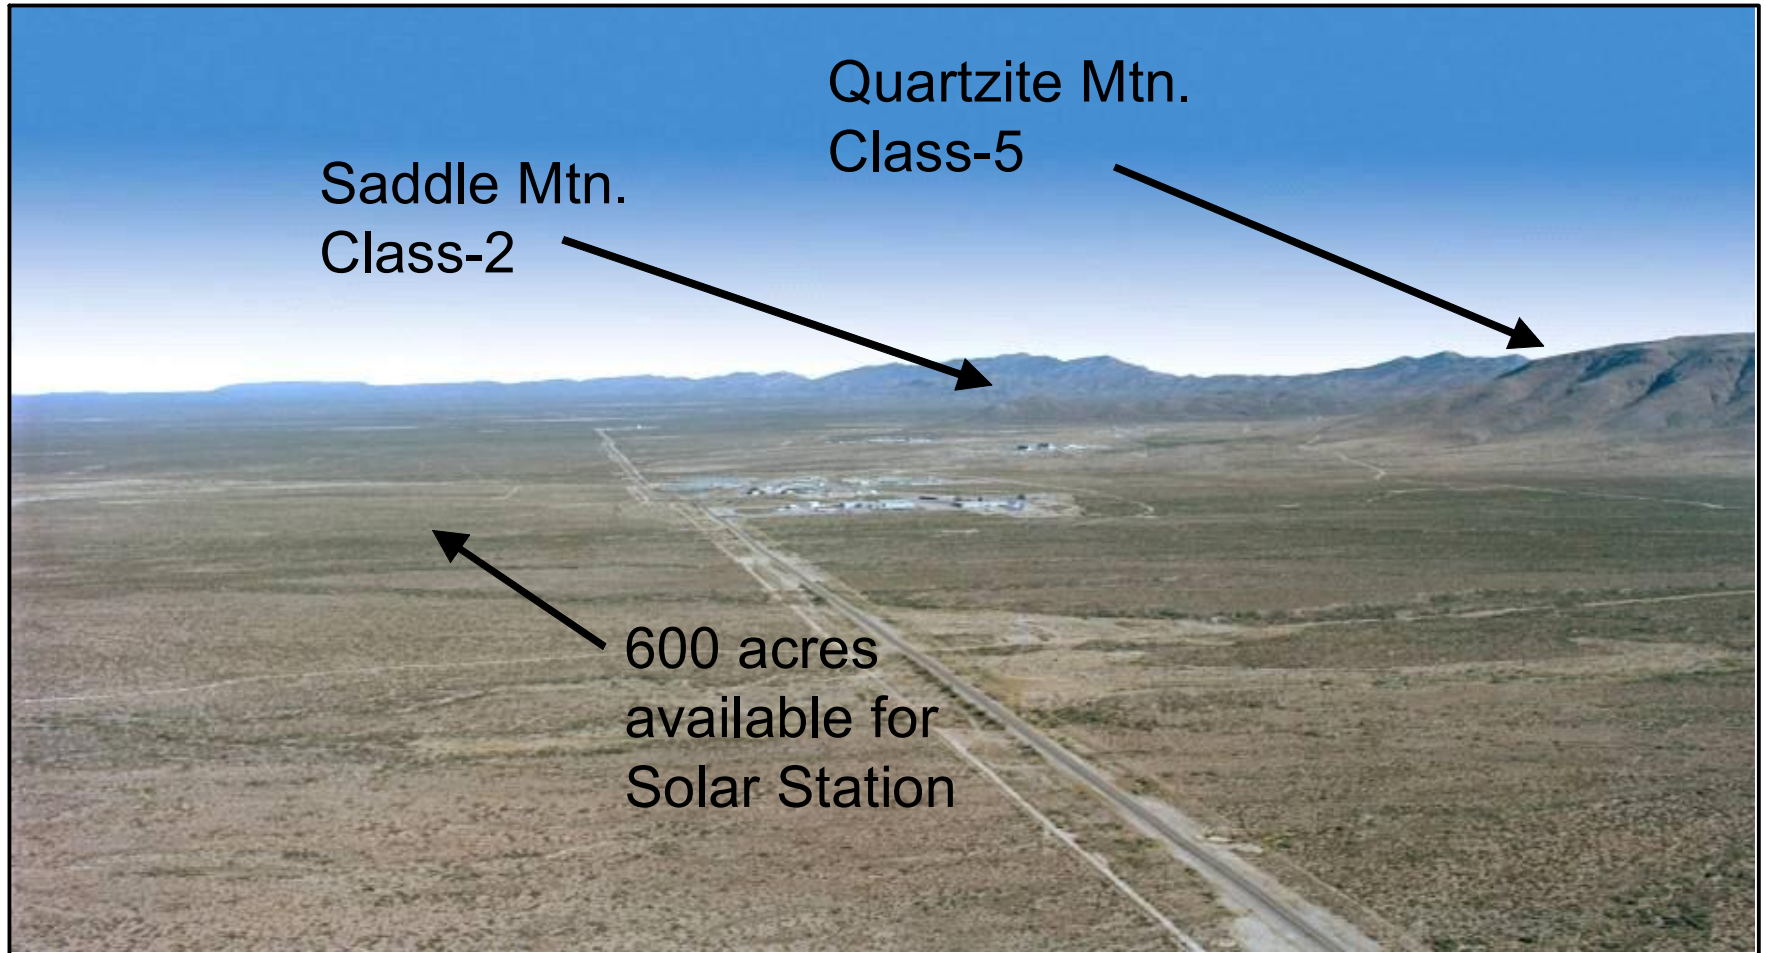 Quartzite Mtn.
Class-5
Saddle Mtn.
Class-2
600 acres
available for
Solar Station